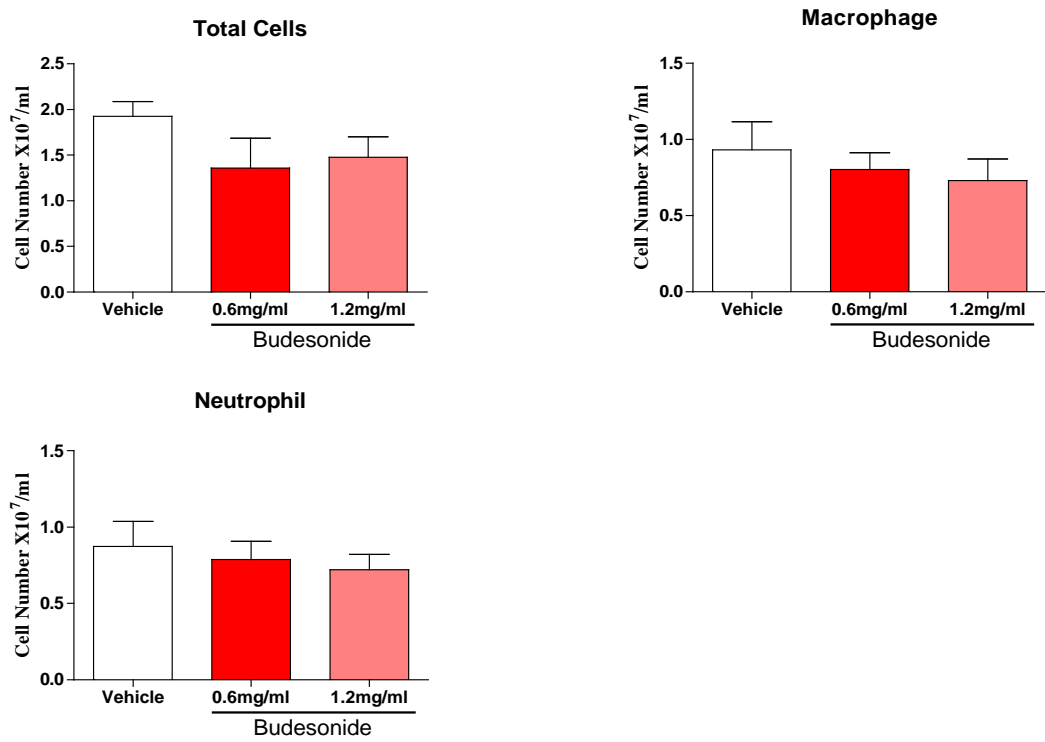 Total Cells
Cell Number X10^7/ml
2.5
2.0
1.5
1.0
0.5
0.0
Vehicle 0.6mg/ml 1.2mg/ml
Budesonide
Macrophage
Cell Number X10^7/ml
1.5
1.0
0.5
0.0
Vehicle 0.6mg/ml 1.2mg/ml
Budesonide
Neutrophil
Cell Number X10^7/ml
1.5
1.0
0.5
0.0
Vehicle 0.6mg/ml 1.2mg/ml
Budesonide